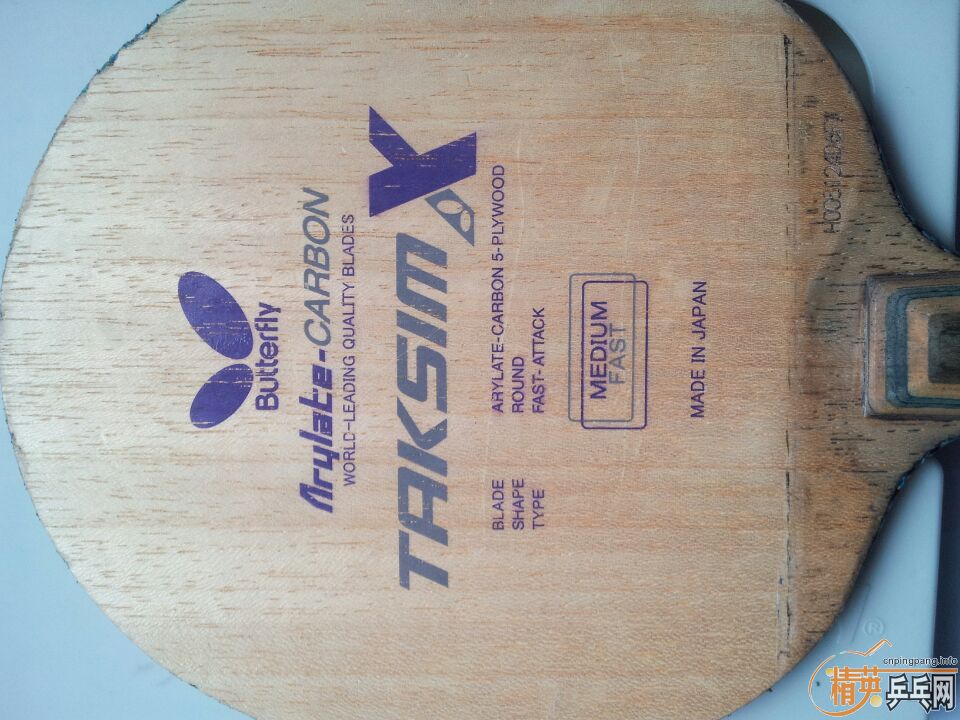 Butterfly
Arylate-CARBON
WORLD-LEADING QUALITY BLADES
TAKSIM X
BLADE ARYLATE-CARBON 5-PLYWOOD
SHAPE ROUND
TYPE FAST-ATTACK
MEDIUM
FAST
MADE IN JAPAN
®
cnpingpang.info
精英乒乓网